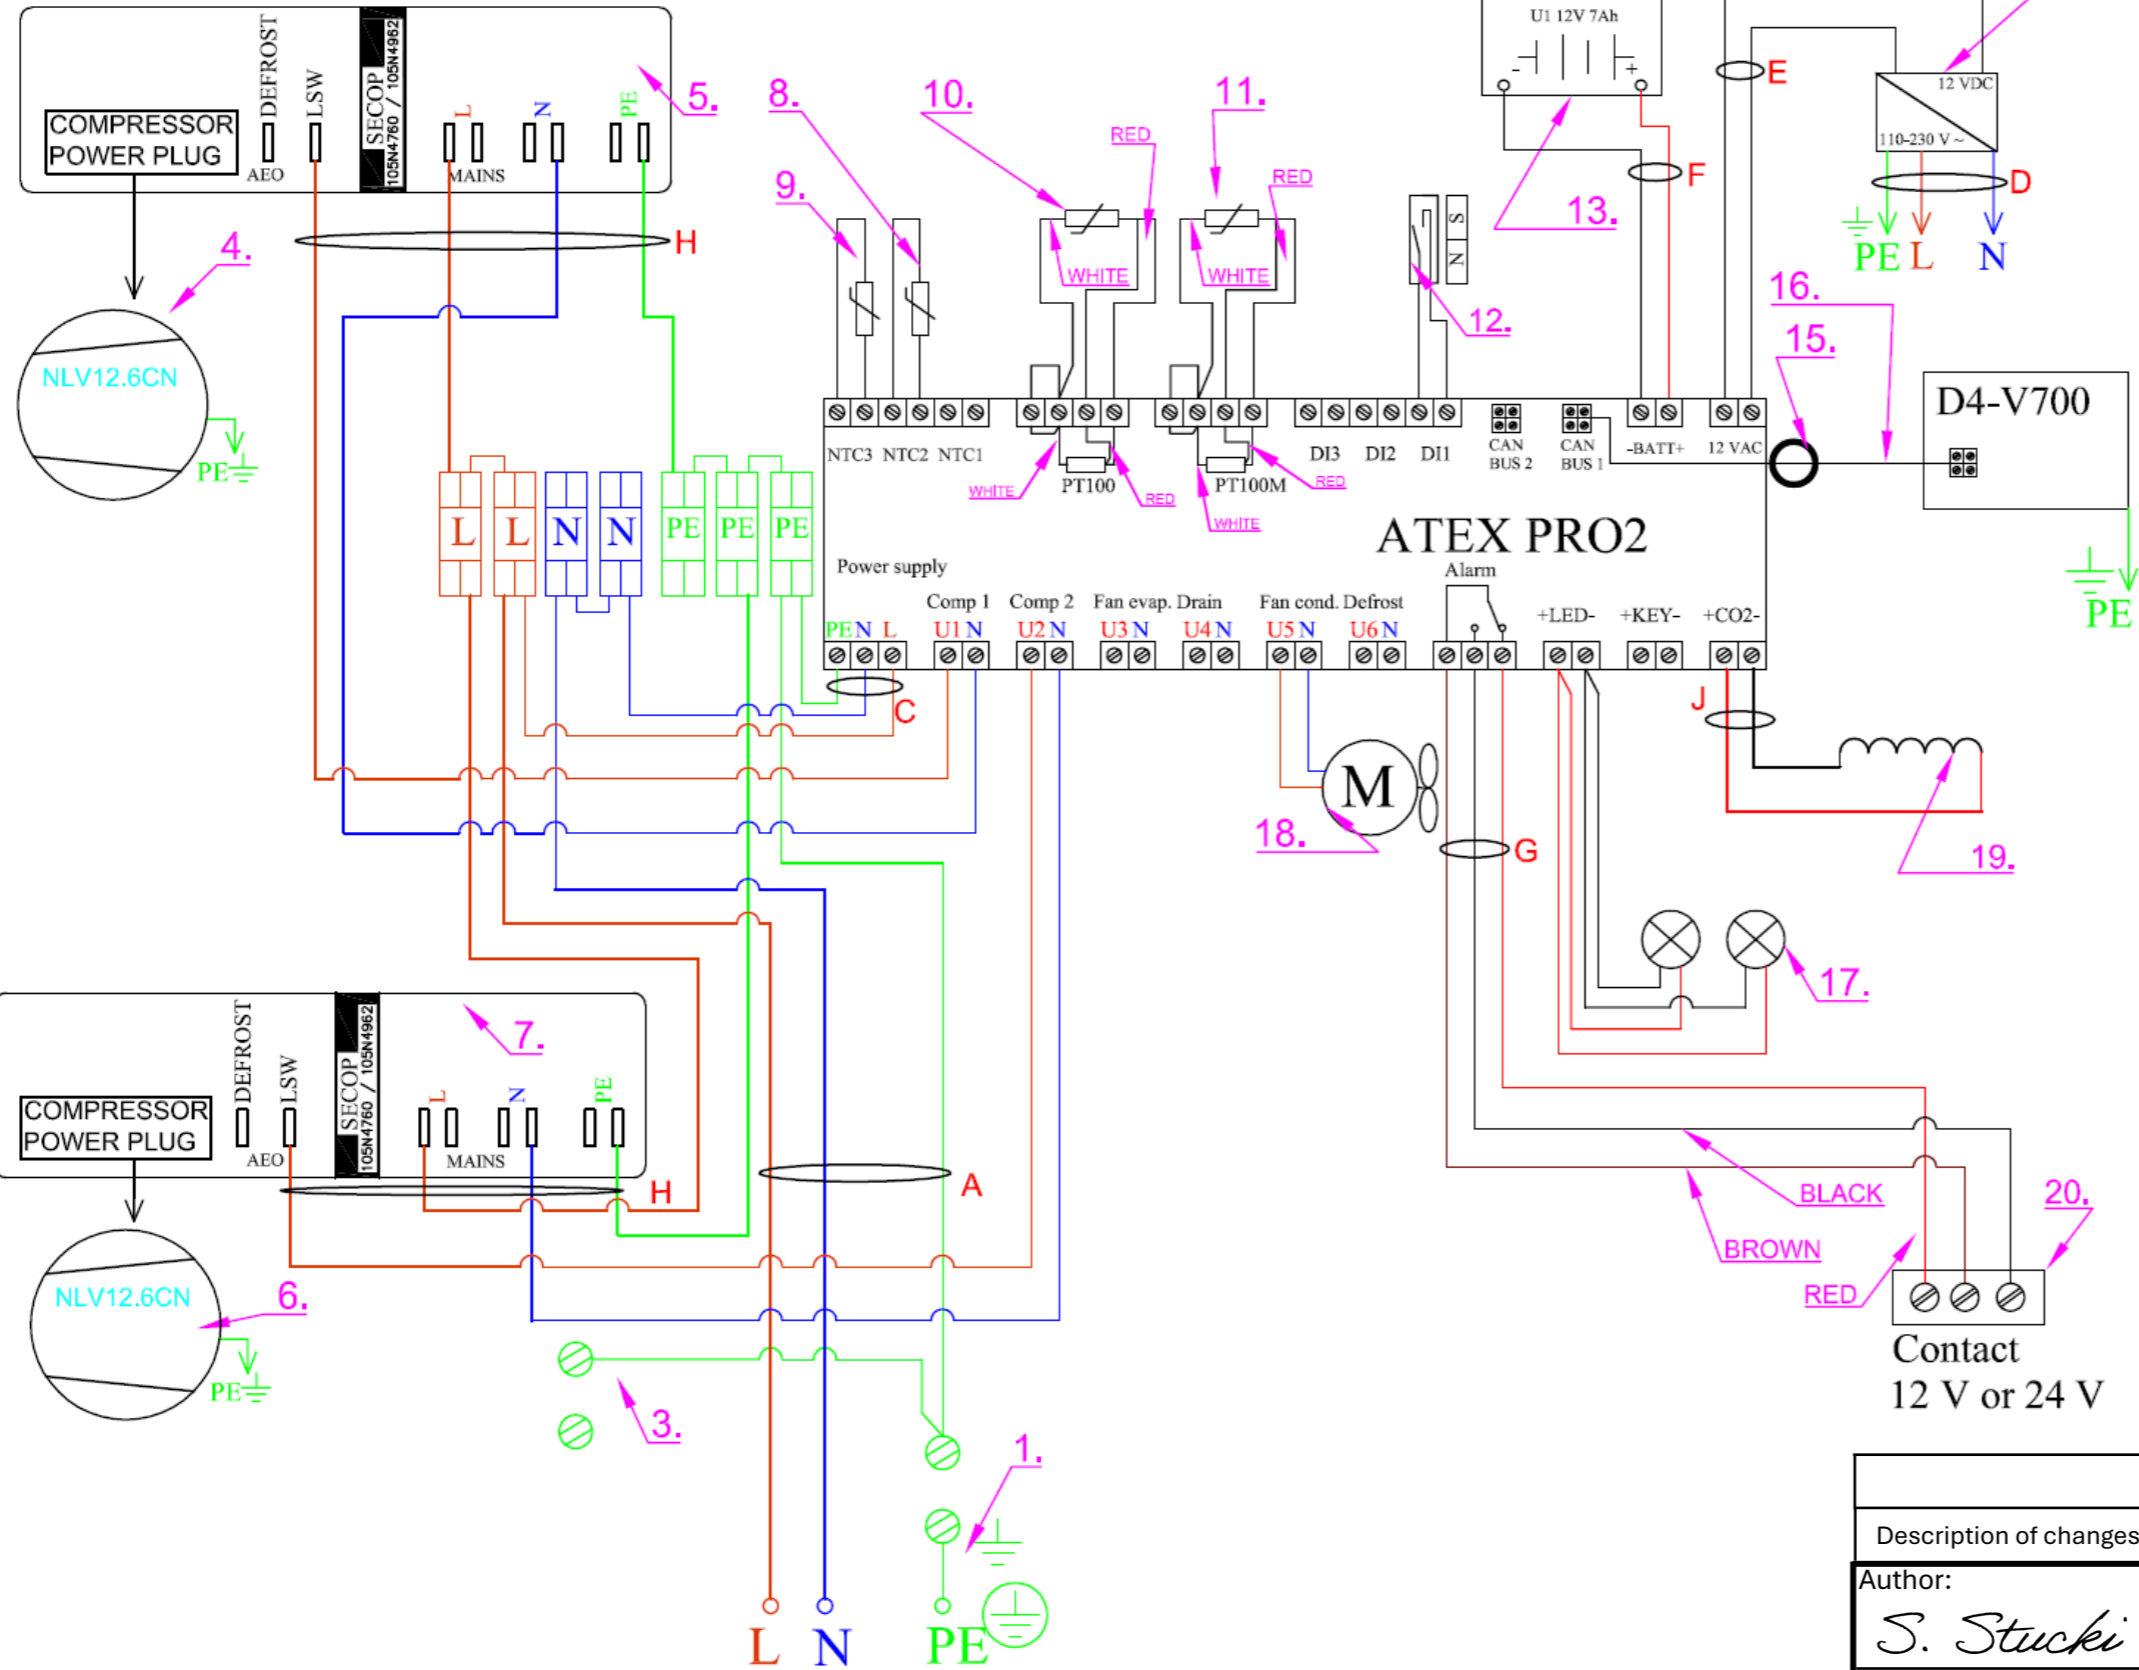 U1 12V 7Ah
-
+
E
12 VDC
110-230 V ~
D
PE L N
F
13.
DEFROST
LSW
SECOP
105N4760 / 105N4962
L
N
PE
5.
COMPRESSOR
POWER PLUG
AEO
MAINS
H
4.
NLV12.6CN
PE
8.
9.
10.
11.
RED
RED
WHITE
WHITE
S
N
12.
16.
15.
D4-V700
PE
NTC3 NTC2 NTC1
WHITE
PT100
RED
PT100M
RED
WHITE
DI3 DI2 DI1
CAN
BUS 2
CAN
BUS 1
-BATT+
12 VAC
L L N N PE PE PE
ATEX PRO2
Power supply
Alarm
Comp 1 Comp 2 Fan evap. Drain Fan cond. Defrost
+LED- +KEY- +CO2-
PE N L U1 N U2 N U3 N U4 N U5 N U6 N
C
J
M
18.
G
19.
17.
DEFROST
LSW
SECOP
105N4760 / 105N4962
L
N
PE
7.
COMPRESSOR
POWER PLUG
AEO
MAINS
H
A
6.
NLV12.6CN
PE
BLACK
BROWN
RED
20.
Contact
12 V or 24 V
3.
1.
L N PE
Description of changes
Author:
S. Stucki